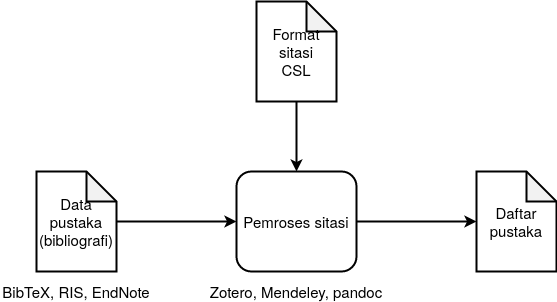 Format
sitasi
CSL
Data
pustaka
(bibliografi)
Pemroses sitasi
Daftar
pustaka
BibTeX, RIS, EndNote
Zotero, Mendeley, pandoc